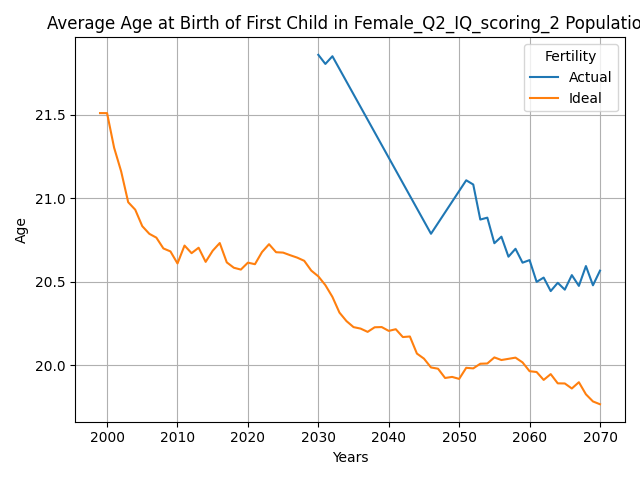 Average Age at Birth of First Child in Female_Q2_IQ_scoring_2 Populatio
Fertility
Actual
Ideal
21.5
21.0
20.5
20.0
Age
2000 2010 2020 2030 2040 2050 2060 2070
Years